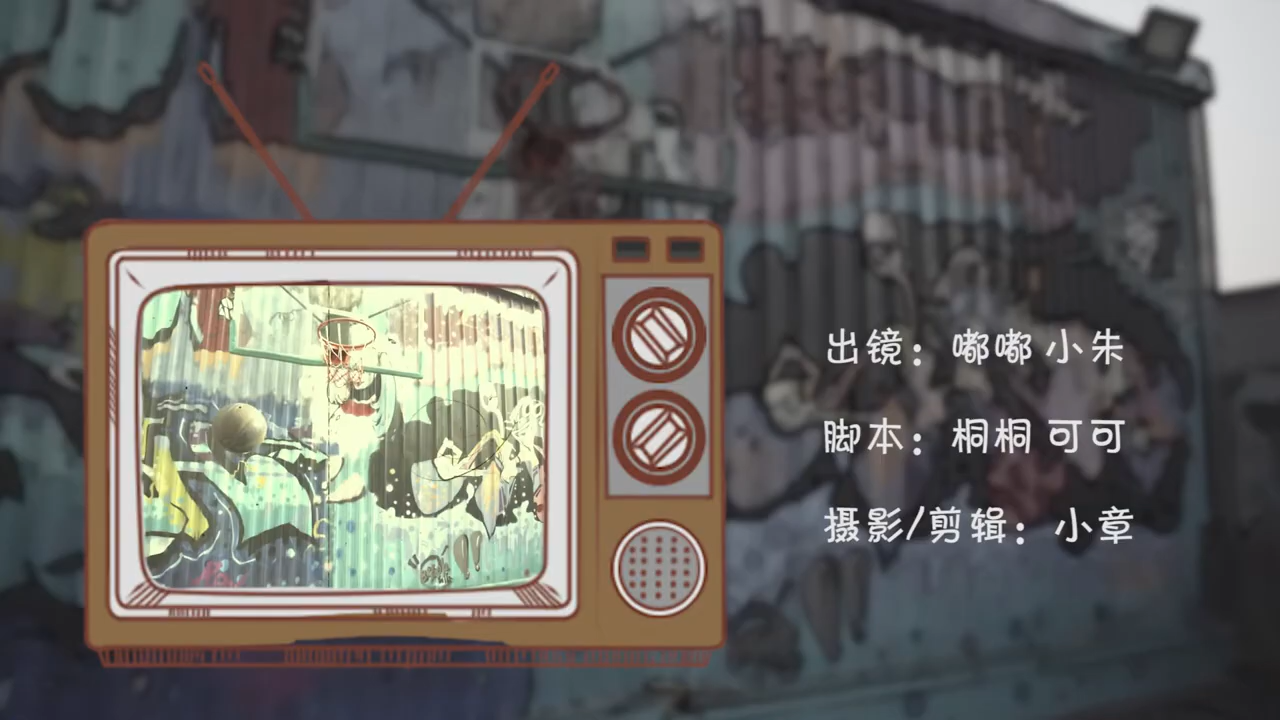 出镜：嘟嘟 小朱
脚本：桐桐 可可
摄影/剪辑：小章